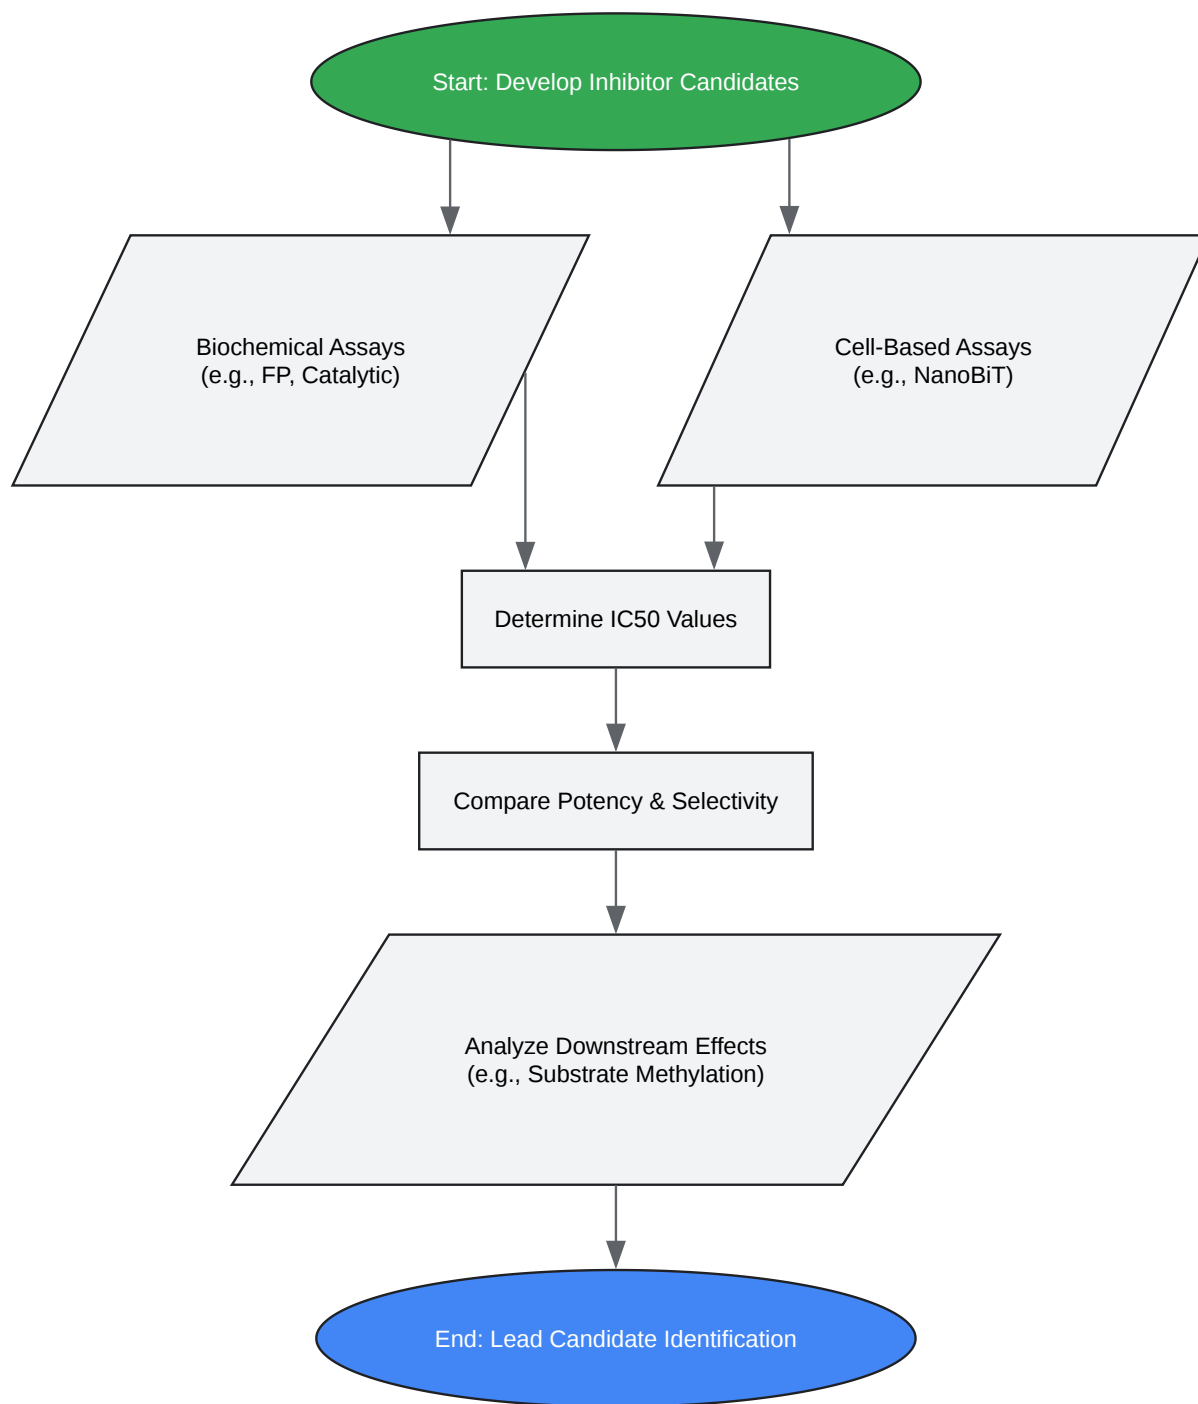 Start: Develop Inhibitor Candidates
Biochemical Assays
(e.g., FP, Catalytic)
Cell-Based Assays
(e.g., NanoBiT)
Determine IC50 Values
Compare Potency & Selectivity
Analyze Downstream Effects
(e.g., Substrate Methylation)
End: Lead Candidate Identification